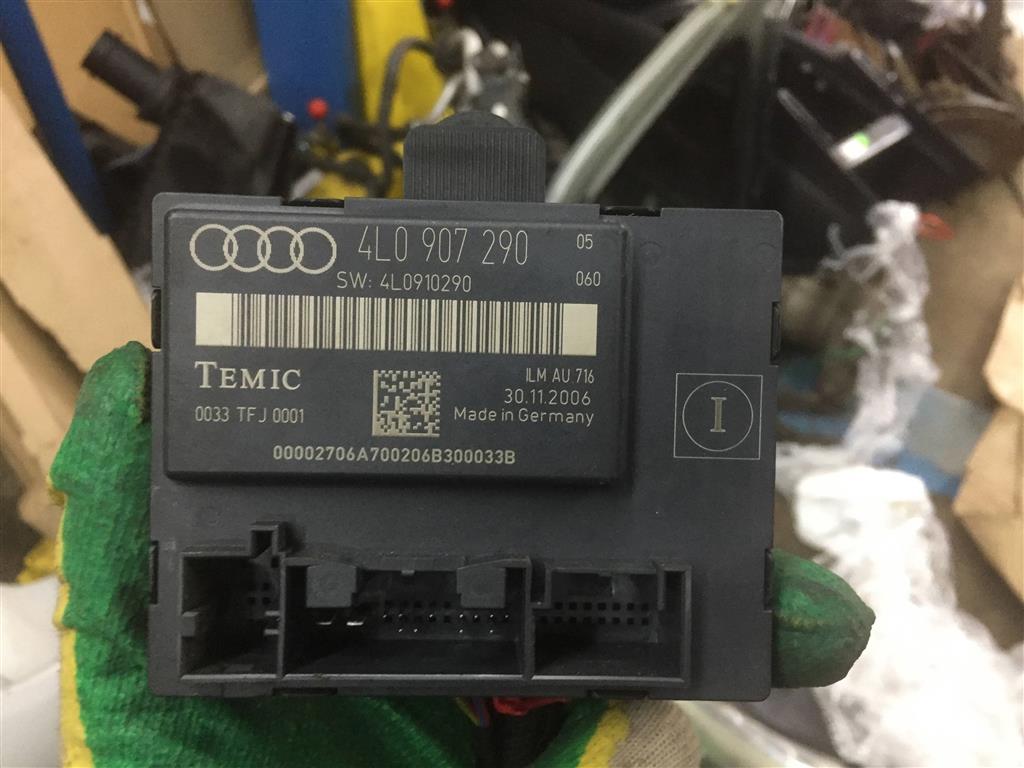 4L0 907 290 05
SW: 4L0910290 060
TEMIC
ILM AU 716
30.11.2006
0033 TFJ 0001
Made in Germany
00002706A700206B300033B
I